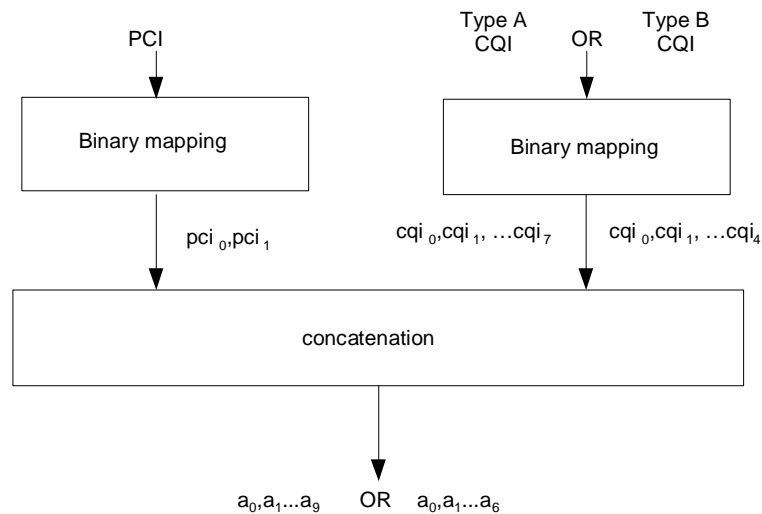 PCI
Type A
CQI
OR
Type B
CQI
Binary mapping
Binary mapping
pci₀,pci₁
cqi₀,cqi₁, …cqi₇
cqi₀,cqi₁, …cqi₄
concatenation
a₀,a₁...a₉ OR a₀,a₁...a₆